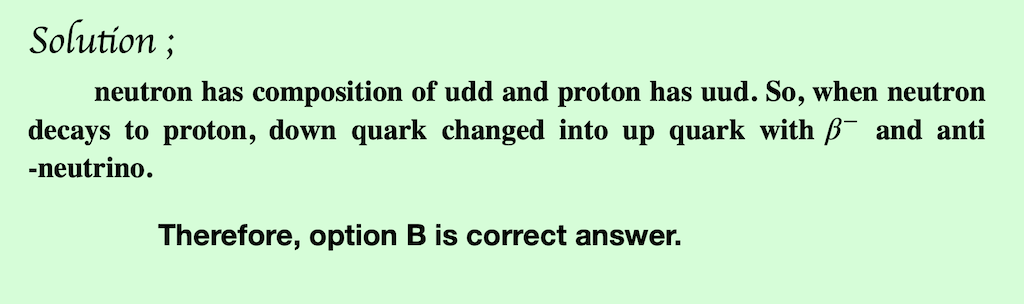 Solution ;
neutron has composition of udd and proton has uud. So, when neutron
decays to proton, down quark changed into up quark with β⁻ and anti
-neutrino.
Therefore, option B is correct answer.